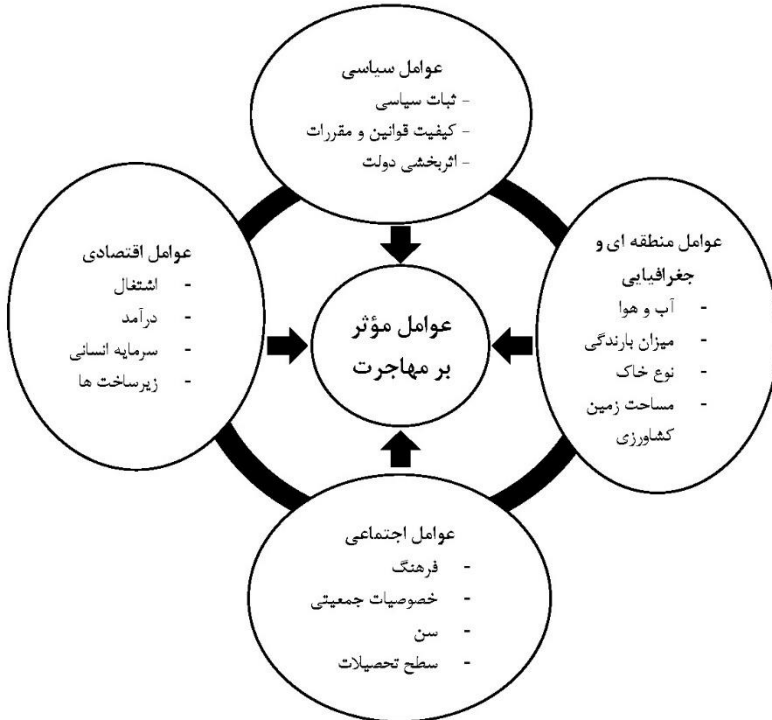 عوامل سیاسی
- ثبات سیاسی
- کیفیت قوانین و مقررات
- اثربخشی دولت
عوامل منطقه ای و
جغرافیایی
- آب و هوا
- میزان بارندگی
- نوع خاک
- مساحت زمین
کشاورزی
عوامل اقتصادی
- اشتغال
- درآمد
- سرمایه انسانی
- زیرساخت ها
عوامل مؤثر
بر مهاجرت
عوامل اجتماعی
- فرهنگ
- خصوصیات جمعیتی
- سن
- سطح تحصیلات